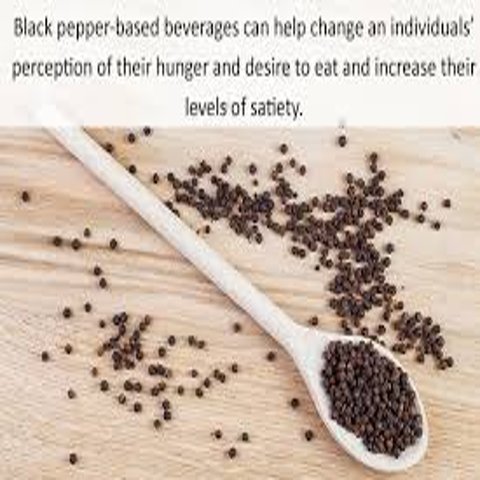 Black pepper-based beverages can help change an individuals'
perception of their hunger and desire to eat and increase their
levels of satiety.